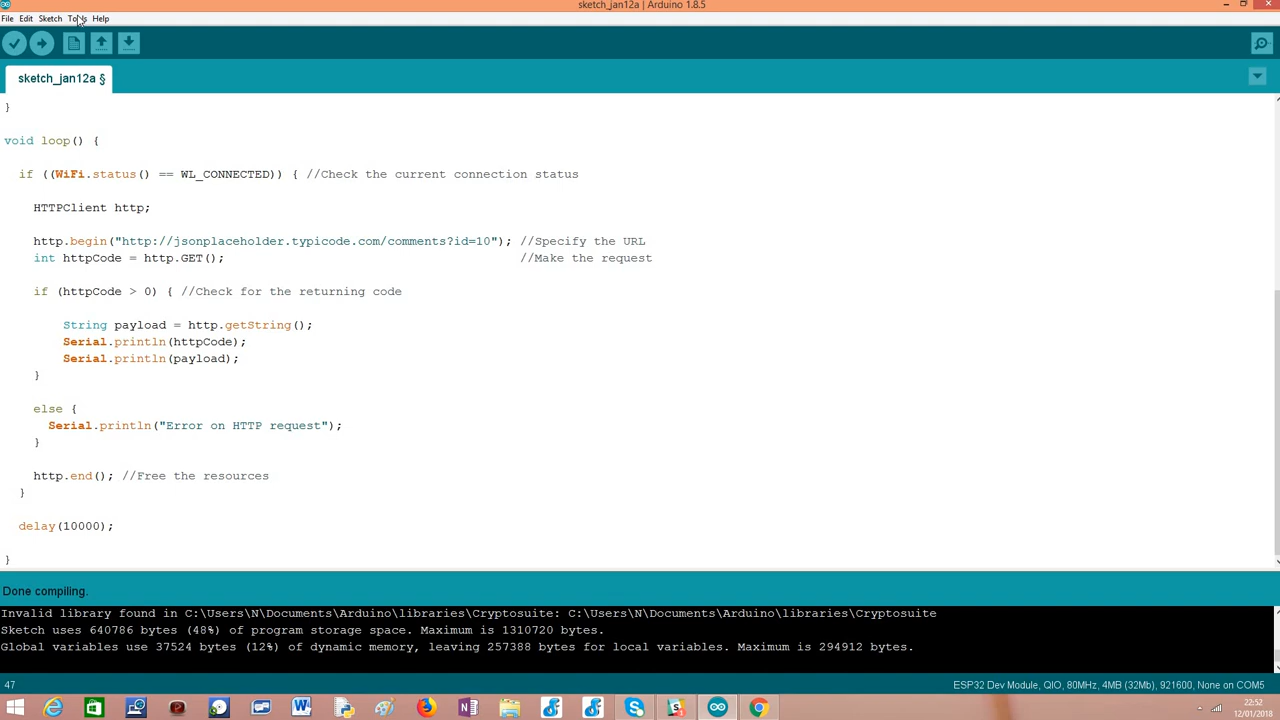 sketch_jan12a | Arduino 1.8.5
File Edit Sketch Tools Help
sketch_jan12a §
}
void loop() {
if ((WiFi.status() == WL_CONNECTED)) { //Check the current connection status
HTTPClient http;
http.begin("http://jsonplaceholder.typicode.com/comments?id=10"); //Specify the URL
int httpCode = http.GET(); //Make the request
if (httpCode > 0) { //Check for the returning code
String payload = http.getString();
Serial.println(httpCode);
Serial.println(payload);
}
else {
Serial.println("Error on HTTP request");
}
http.end(); //Free the resources
}
delay(10000);
}
Done compiling.
Invalid library found in C:\Users\N\Documents\Arduino\libraries\Cryptosuite: C:\Users\N\Documents\Arduino\libraries\Cryptosuite
Sketch uses 640786 bytes (48%) of program storage space. Maximum is 1310720 bytes.
Global variables use 37524 bytes (12%) of dynamic memory, leaving 257388 bytes for local variables. Maximum is 294912 bytes.
47 ESP32 Dev Module, QIO, 80MHz, 4MB (32Mb), 921600, None on COM5
22:52
12/01/2018